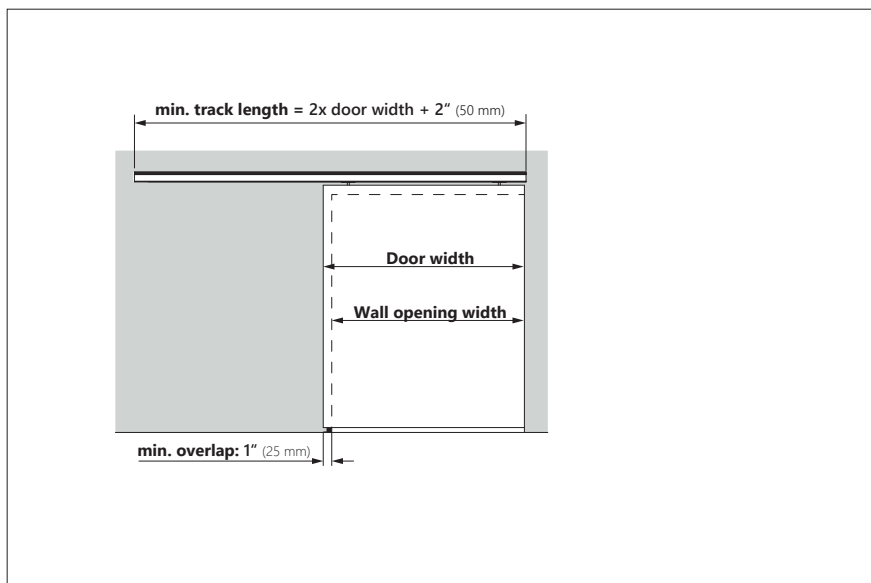 min. track length = 2x door width + 2“ (50 mm)
Door width
Wall opening width
min. overlap: 1“ (25 mm)